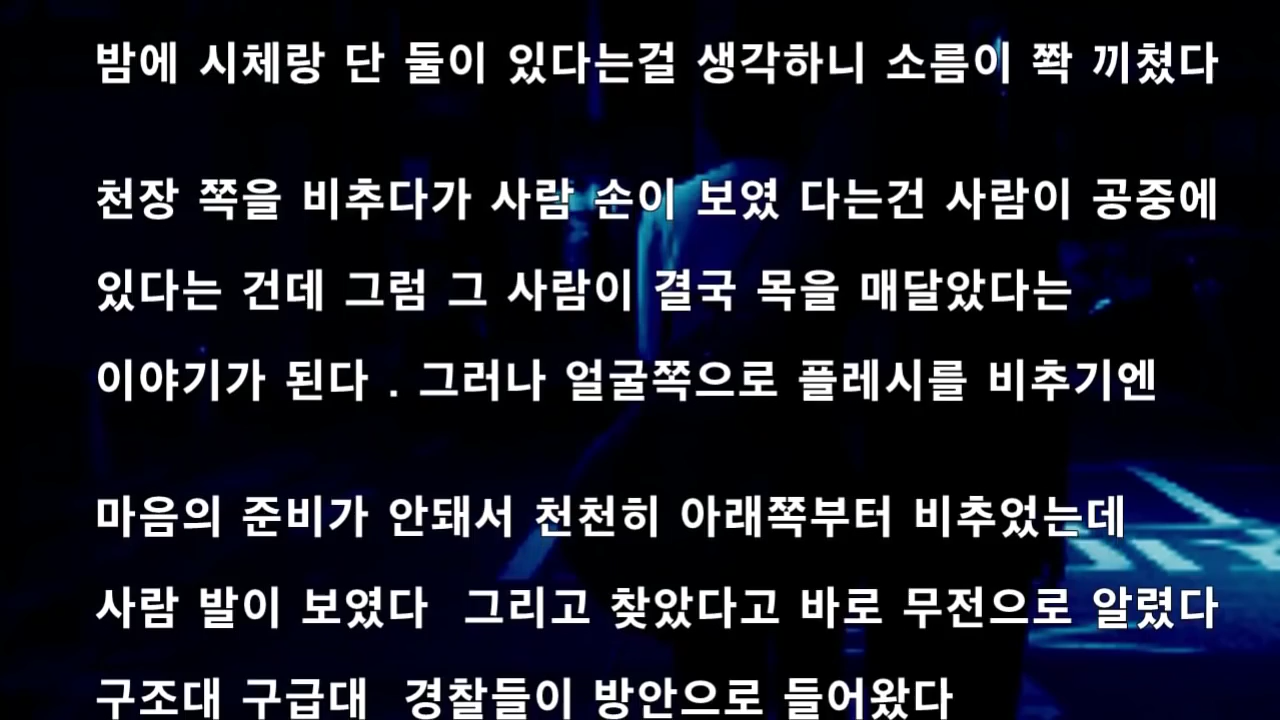 밤에 시체랑 단 둘이 있다는걸 생각하니 소름이 쫙 끼쳤다
천장 쪽을 비추다가 사람 손이 보였 다는건 사람이 공중에
있다는 건데 그럼 그 사람이 결국 목을 매달았다는
이야기가 된다 . 그러나 얼굴쪽으로 플레시를 비추기엔
마음의 준비가 안돼서 천천히 아래쪽부터 비추었는데
사람 발이 보였다 그리고 찾았다고 바로 무전으로 알렸다
구조대 구급대 경찰들이 방안으로 들어왔다